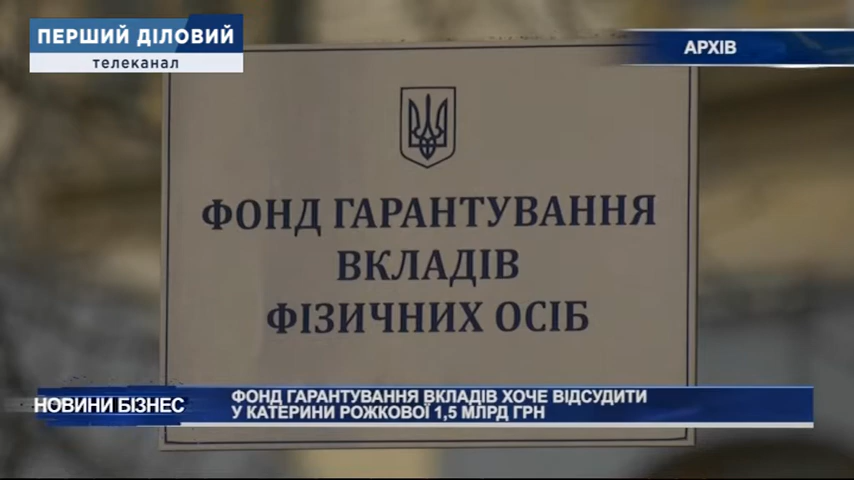 ПЕРШИЙ ДІЛОВИЙ
телеканал
АРХІВ
ФОНД ГАРАНТУВАННЯ
ВКЛАДІВ
ФІЗИЧНИХ ОСІБ
НОВИНИ БІЗНЕС
ФОНД ГАРАНТУВАННЯ ВКЛАДІВ ХОЧЕ ВІДСУДИТИ
У КАТЕРИНИ РОЖКОВОЇ 1,5 МЛРД ГРН